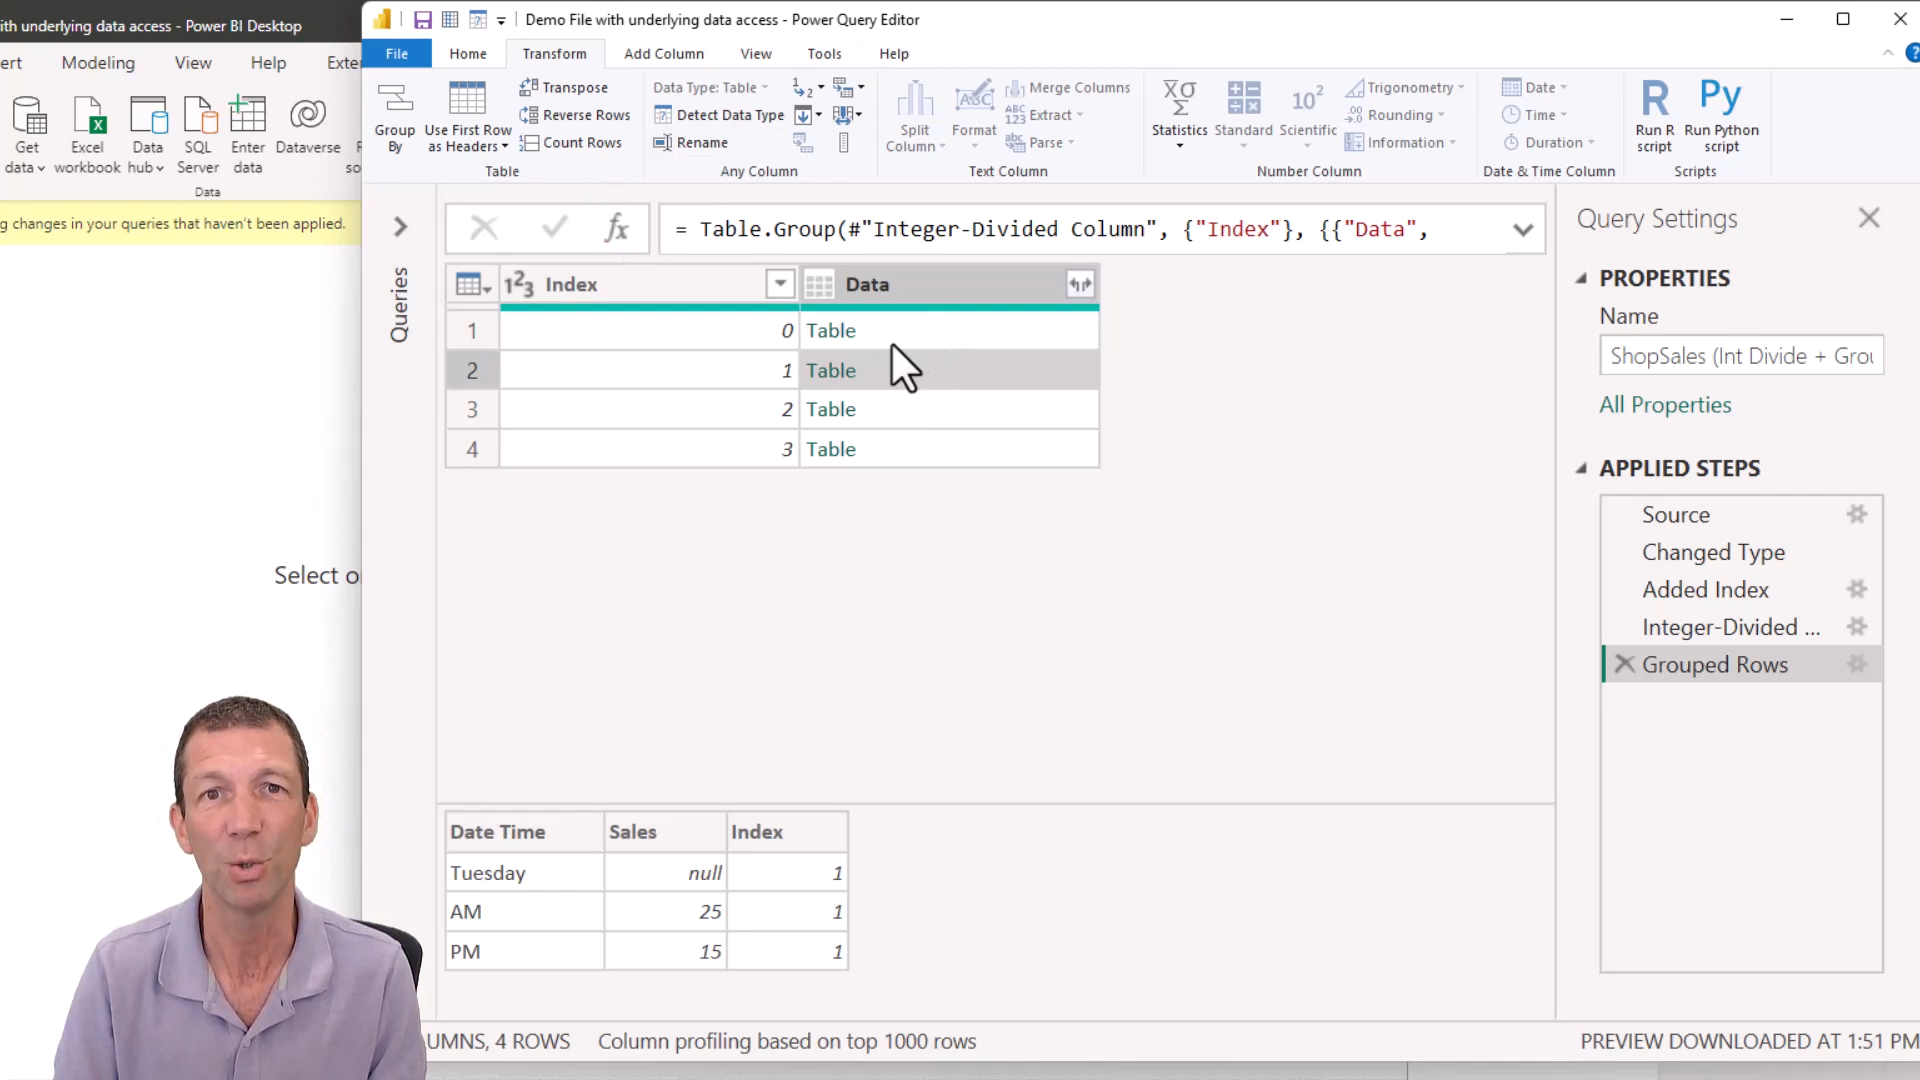 vith underlying data access - Power BI Desktop
Demo File with underlying data access - Power Query Editor
ert Modeling View Help Exter
File Home Transform Add Column View Tools Help
Get data
Excel workbook
Data hub
SQL Server
Enter data
Dataverse
Data
Group By
Use First Row as Headers
Transpose
Reverse Rows
Count Rows
Table
Data Type: Table
Detect Data Type
Rename
Any Column
Split Column
Format
Merge Columns
Extract
Parse
Text Column
Statistics
Standard
Scientific
Trigonometry
Rounding
Information
Number Column
Date
Time
Duration
Date & Time Column
Run R script
Run Python script
Scripts
g changes in your queries that haven't been applied.
Select o
Queries
fx = Table.Group(#"Integer-Divided Column", {"Index"}, {{"Data",
Index Data
1 0 Table
2 1 Table
3 2 Table
4 3 Table
Date Time Sales Index
Tuesday null 1
AM 25 1
PM 15 1
Query Settings
PROPERTIES
Name
ShopSales (Int Divide + Grou
All Properties
APPLIED STEPS
Source
Changed Type
Added Index
Integer-Divided ...
Grouped Rows
UMNS, 4 ROWS Column profiling based on top 1000 rows PREVIEW DOWNLOADED AT 1:51 PM